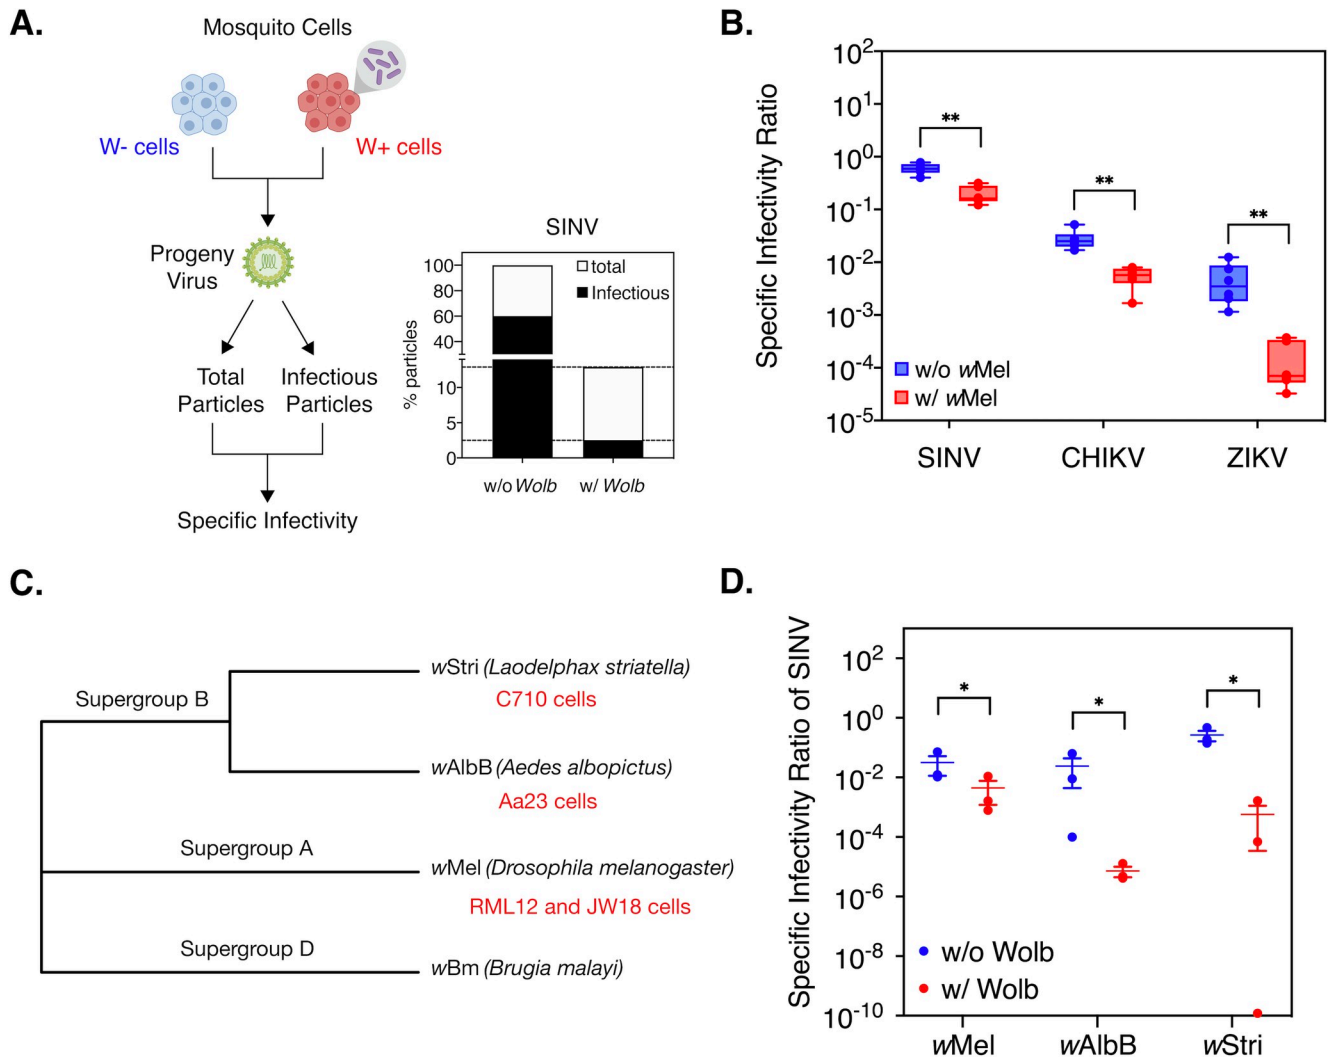 A.
Mosquito Cells
W- cells
W+ cells
Progeny
Virus
Total
Particles
Infectious
Particles
Specific Infectivity
SINV
% particles
100
80
60
40
10
5
0
total
Infectious
w/o Wolb
w/ Wolb
B.
Specific Infectivity Ratio
10^2
10^1
10^0
10^-1
10^-2
10^-3
10^-4
10^-5
**
**
**
w/o wMel
w/ wMel
SINV
CHIKV
ZIKV
C.
Supergroup B
wStri (Laodelphax striatella)
C710 cells
wAlbB (Aedes albopictus)
Aa23 cells
Supergroup A
wMel (Drosophila melanogaster)
RML12 and JW18 cells
Supergroup D
wBm (Brugia malayi)
D.
Specific Infectivity Ratio of SINV
10^2
10^0
10^-2
10^-4
10^-6
10^-8
10^-10
*
*
*
w/o Wolb
w/ Wolb
wMel
wAlbB
wStri